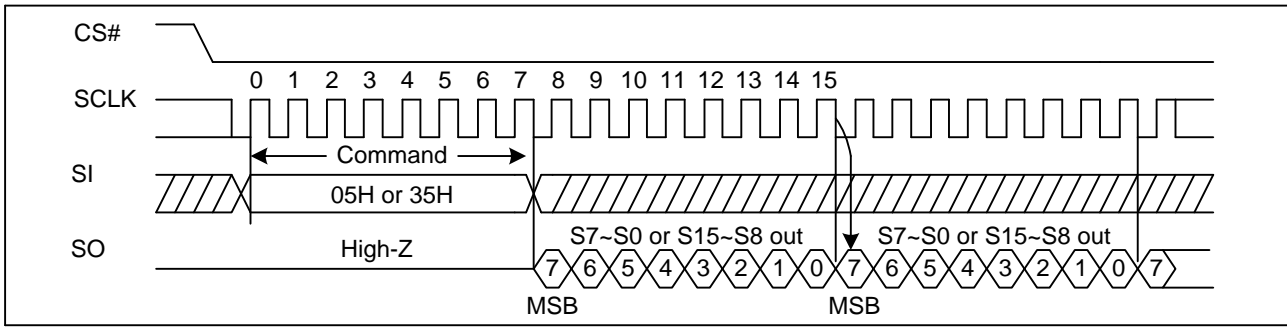 CS#
0 1 2 3 4 5 6 7 8 9 10 11 12 13 14 15
SCLK
Command
SI
05H or 35H
S7~S0 or S15~S8 out S7~S0 or S15~S8 out
SO High-Z
7 6 5 4 3 2 1 0 7 6 5 4 3 2 1 0 7
MSB MSB